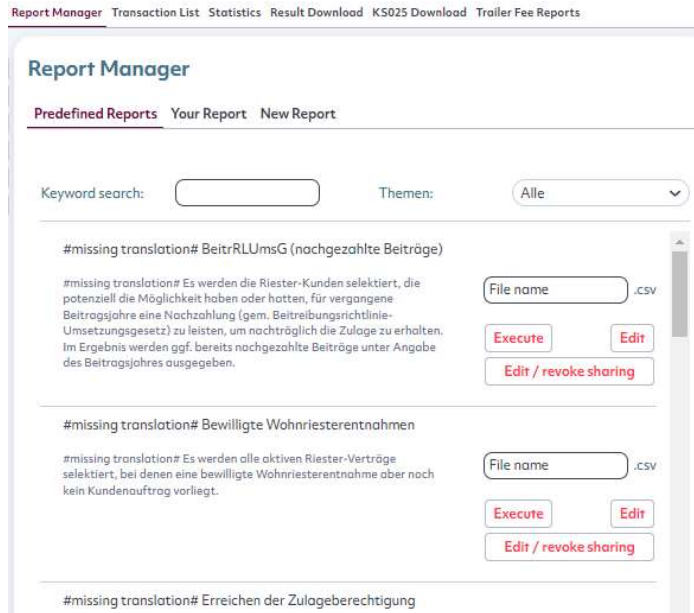 Report Manager Transaction List Statistics Result Download KS025 Download Trailer Fee Reports
Report Manager
Predefined Reports Your Report New Report
Keyword search: Themen: Alle
#missing translation# BeitrRLUmsG (nachgezahlte Beiträge)
#missing translation# Es werden die Riester-Kunden selektiert, die
potenziell die Möglichkeit haben oder hatten, für vergangene
Beitragsjahre eine Nachzahlung (gem. Beitreibungsrichtlinie-
Umsetzungsgesetz) zu leisten, um nachträglich die Zulage zu erhalten.
Im Ergebnis werden ggf. bereits nachgezahlte Beiträge unter Angabe
des Beitragsjahres ausgegeben.
File name .csv
Execute Edit
Edit / revoke sharing
#missing translation# Bewilligte Wohnriesterentnahmen
#missing translation# Es werden alle aktiven Riester-Verträge
selektiert, bei denen eine bewilligte Wohnriesterentnahme aber noch
kein Kundenauftrag vorliegt.
File name .csv
Execute Edit
Edit / revoke sharing
#missing translation# Erreichen der Zulageberechtigung